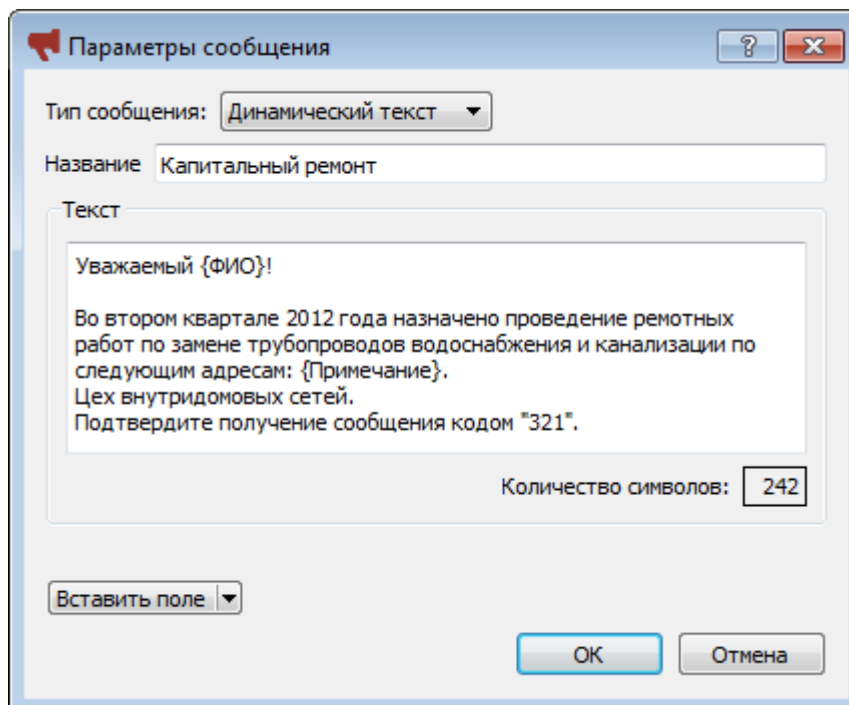 Параметры сообщения
Тип сообщения: Динамический текст
Название Капитальный ремонт
Текст
Уважаемый {ФИО}!
Во втором квартале 2012 года назначено проведение ремотных
работ по замене трубопроводов водоснабжения и канализации по
следующим адресам: {Примечание}.
Цех внутридомовых сетей.
Подтвердите получение сообщения кодом "321".
Количество символов: 242
Вставить поле
ОК Отмена